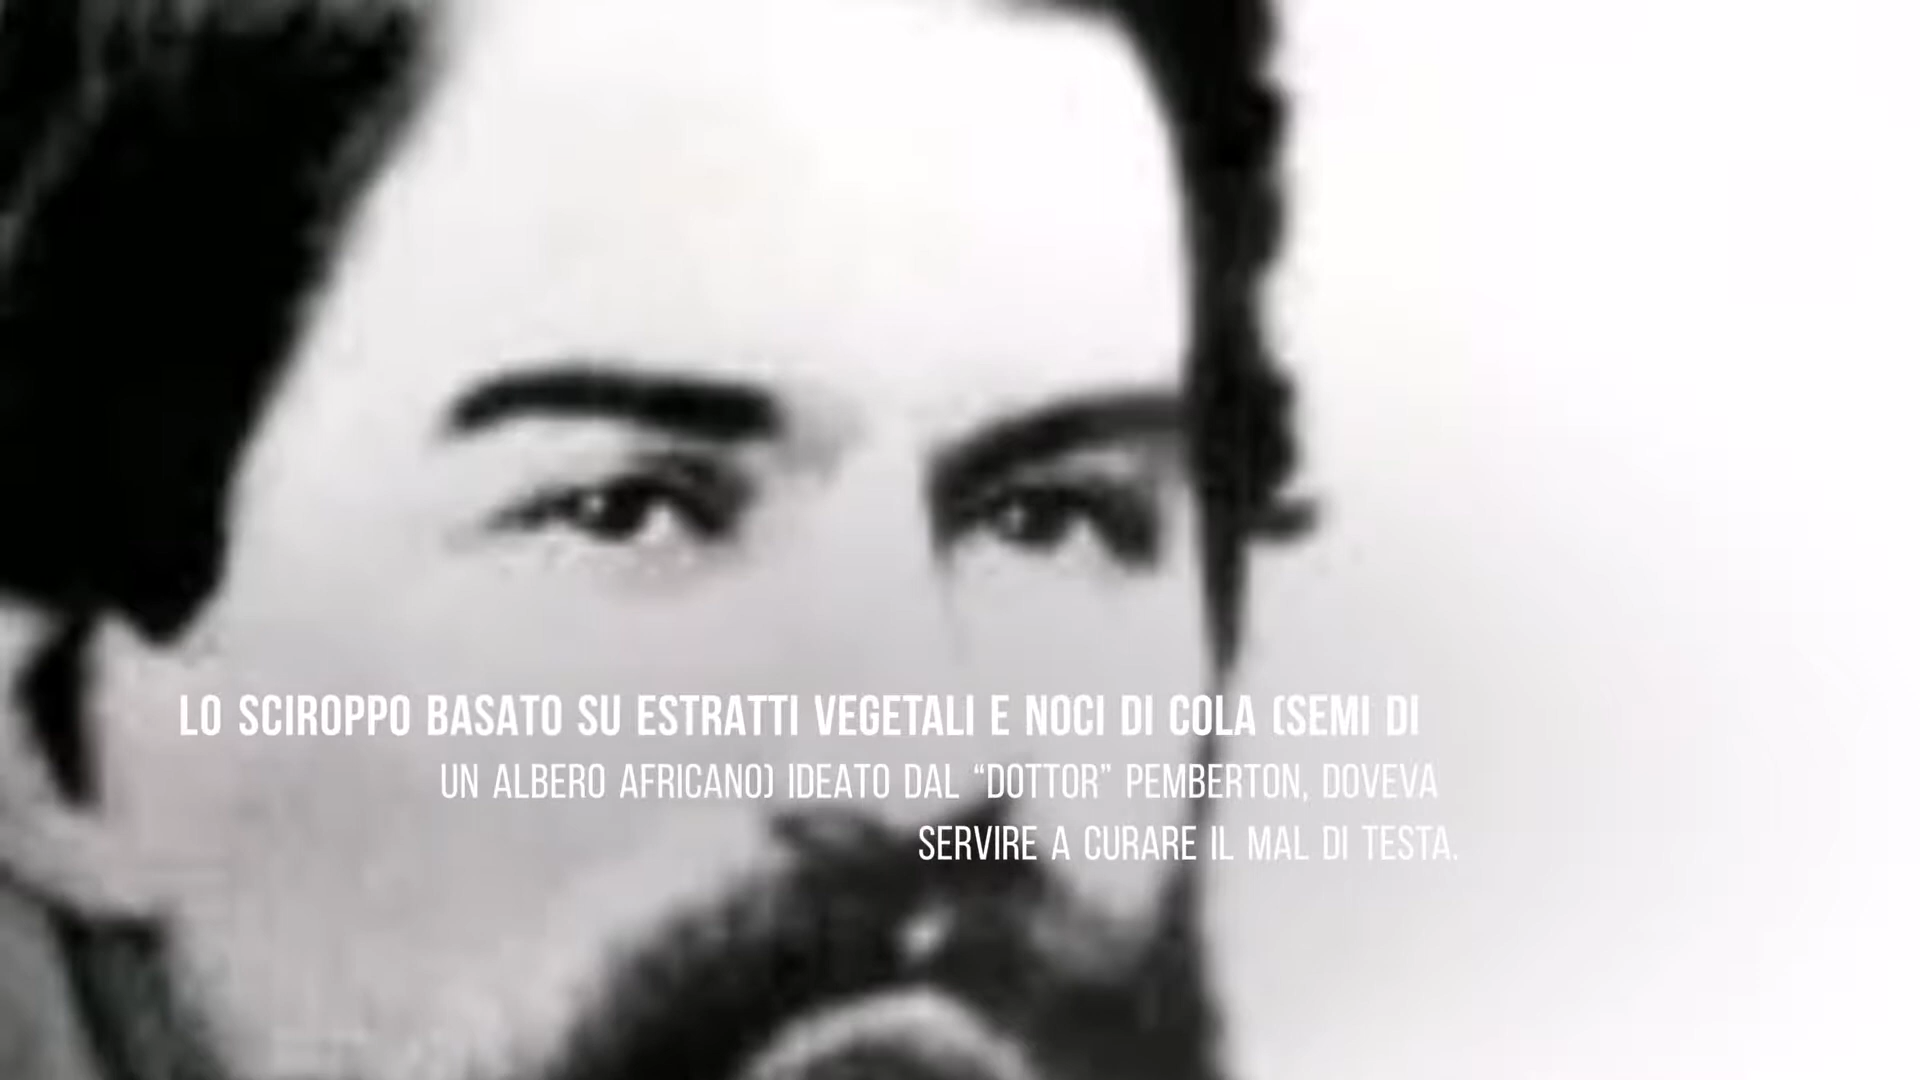 LO SCIROPPO BASATO SU ESTRATTI VEGETALI E NOCI DI COLA (SEMI DI
UN ALBERO AFRICANO) IDEATO DAL “DOTTOR” PEMBERTON, DOVEVA
SERVIRE A CURARE IL MAL DI TESTA.